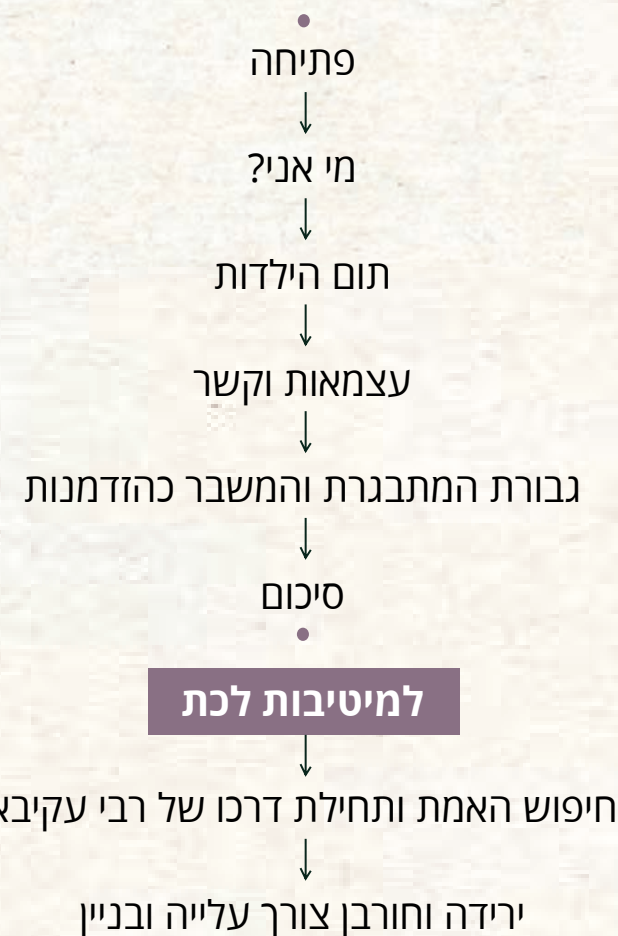 פתיחה
מי אני?
תום הילדות
עצמאות וקשר
גבורת המתבגרת והמשבר כהזדמנות
סיכום
למיטיבות לכת
חיפוש האמת ותחילת דרכו של רבי עקיבא
ירידה וחורבן צורך עלייה ובניין